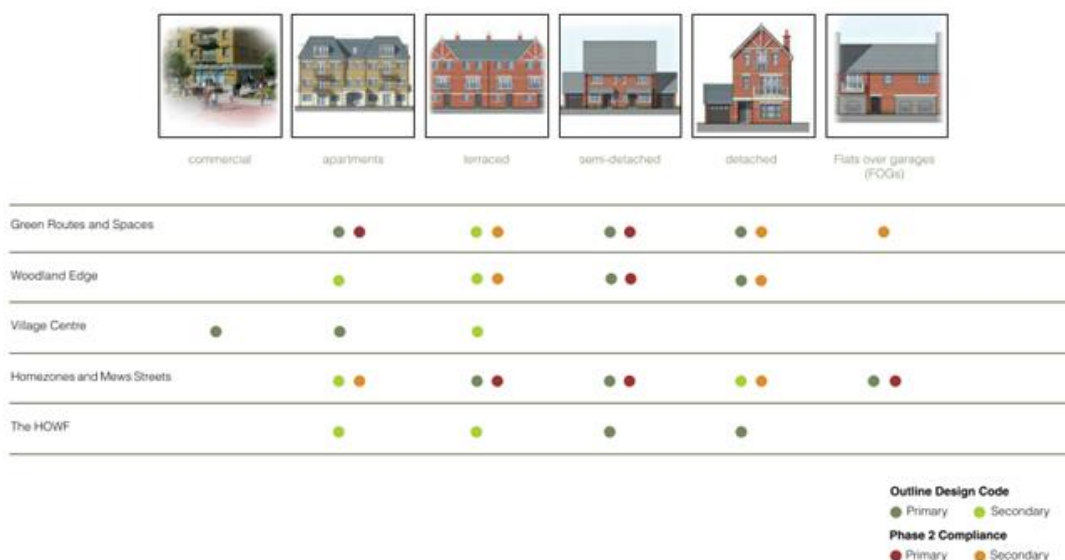 commercial
apartments
terraced
semi-detached
detached
Flats over garages
(FOGs)
Green Routes and Spaces
Woodland Edge
Village Centre
Homezones and Mews Streets
The HOWF
Outline Design Code
Primary Secondary
Phase 2 Compliance
Primary Secondary